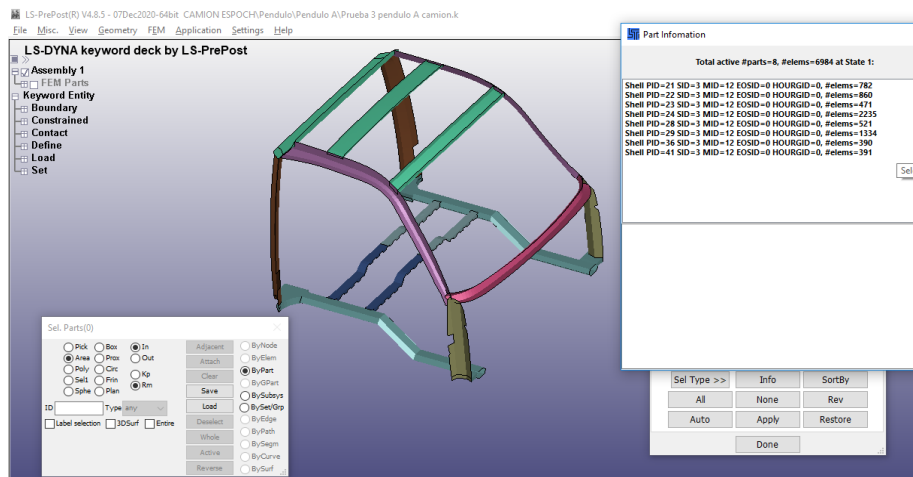 LS-PrePost(R) V4.8.5 - 07Dec2020-64bit CAMION ESPOCH\Pendulo\Pendulo A\Prueba 3 pendulo A camion.k
File Misc. View Geometry FEM Application Settings Help
LS-DYNA keyword deck by LS-PrePost
Assembly 1
FEM Parts
Keyword Entity
Boundary
Constrained
Contact
Define
Load
Set
Part Infomation
Total active #parts=8, #elems=6984 at State 1:
Shell PID=21 SID=3 MID=12 EOSID=0 HOURGID=0, #elems=782
Shell PID=22 SID=3 MID=12 EOSID=0 HOURGID=0, #elems=860
Shell PID=23 SID=3 MID=12 EOSID=0 HOURGID=0, #elems=471
Shell PID=24 SID=3 MID=12 EOSID=0 HOURGID=0, #elems=2235
Shell PID=28 SID=3 MID=12 EOSID=0 HOURGID=0, #elems=521
Shell PID=29 SID=3 MID=12 EOSID=0 HOURGID=0, #elems=1334
Shell PID=36 SID=3 MID=12 EOSID=0 HOURGID=0, #elems=390
Shell PID=41 SID=3 MID=12 EOSID=0 HOURGID=0, #elems=391
Sel
Sel. Parts(0)
Pick Box In Adjacent ByNode
Area Prox Out Attach ByElem
Poly Circ Kp Clear ByPart
Sel1 Frin Rm Save ByGPart
Sphe Plan BySubsys
ID Type any Load BySet/Grp
Label selection 3DSurf Entire Deselect ByEdge
Whole ByPath
Active BySegm
Reverse ByCurve
BySurf
Sel Type >> Info SortBy
All None Rev
Auto Apply Restore
Done